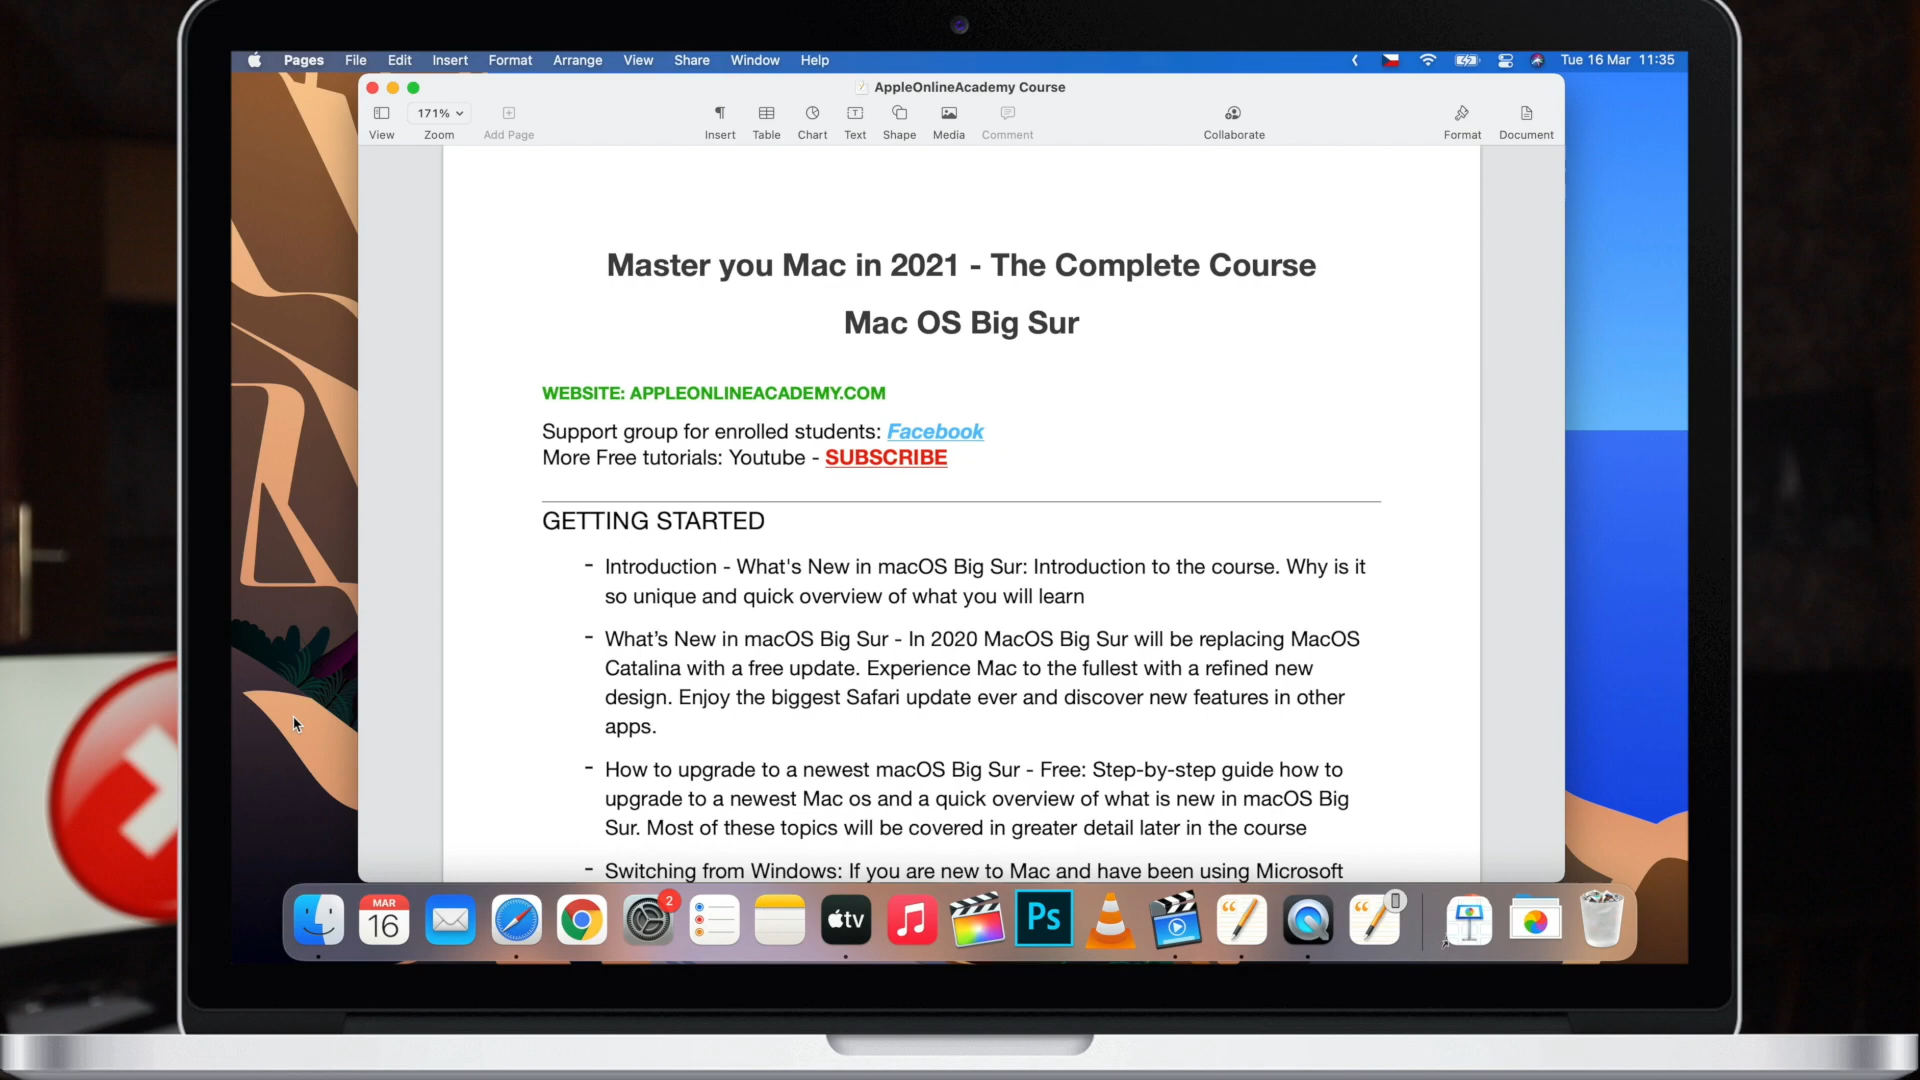 Pages File Edit Insert Format Arrange View Share Window Help
Tue 16 Mar 11:35
AppleOnlineAcademy Course
171%
View Zoom Add Page Insert Table Chart Text Shape Media Comment Collaborate Format Document
Master you Mac in 2021 - The Complete Course
Mac OS Big Sur
WEBSITE: APPLEONLINEACADEMY.COM
Support group for enrolled students: Facebook
More Free tutorials: Youtube - SUBSCRIBE
GETTING STARTED
- Introduction - What's New in macOS Big Sur: Introduction to the course. Why is it
so unique and quick overview of what you will learn
- What’s New in macOS Big Sur - In 2020 MacOS Big Sur will be replacing MacOS
Catalina with a free update. Experience Mac to the fullest with a refined new
design. Enjoy the biggest Safari update ever and discover new features in other
apps.
- How to upgrade to a newest macOS Big Sur - Free: Step-by-step guide how to
upgrade to a newest Mac os and a quick overview of what is new in macOS Big
Sur. Most of these topics will be covered in greater detail later in the course
- Switching from Windows: If you are new to Mac and have been using Microsoft
MAR
16
2
tv
Ps